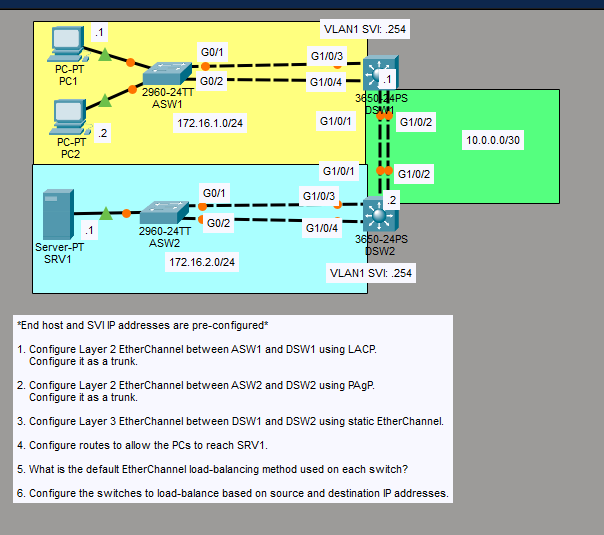 VLAN1 SVI: .254
.1
G0/1
G1/0/3
PC-PT
PC1
G0/2
G1/0/4
.1
2960-24TT
ASW1
3650-24PS
DSW1
172.16.1.0/24
G1/0/1
G1/0/2
.2
PC-PT
PC2
10.0.0.0/30
G1/0/1
G1/0/2
G0/1
G1/0/3
.2
G0/2
G1/0/4
.1
2960-24TT
ASW2
3650-24PS
DSW2
Server-PT
SRV1
172.16.2.0/24
VLAN1 SVI: .254
*End host and SVI IP addresses are pre-configured*
1. Configure Layer 2 EtherChannel between ASW1 and DSW1 using LACP.
Configure it as a trunk.
2. Configure Layer 2 EtherChannel between ASW2 and DSW2 using PAgP.
Configure it as a trunk.
3. Configure Layer 3 EtherChannel between DSW1 and DSW2 using static EtherChannel.
4. Configure routes to allow the PCs to reach SRV1.
5. What is the default EtherChannel load-balancing method used on each switch?
6. Configure the switches to load-balance based on source and destination IP addresses.